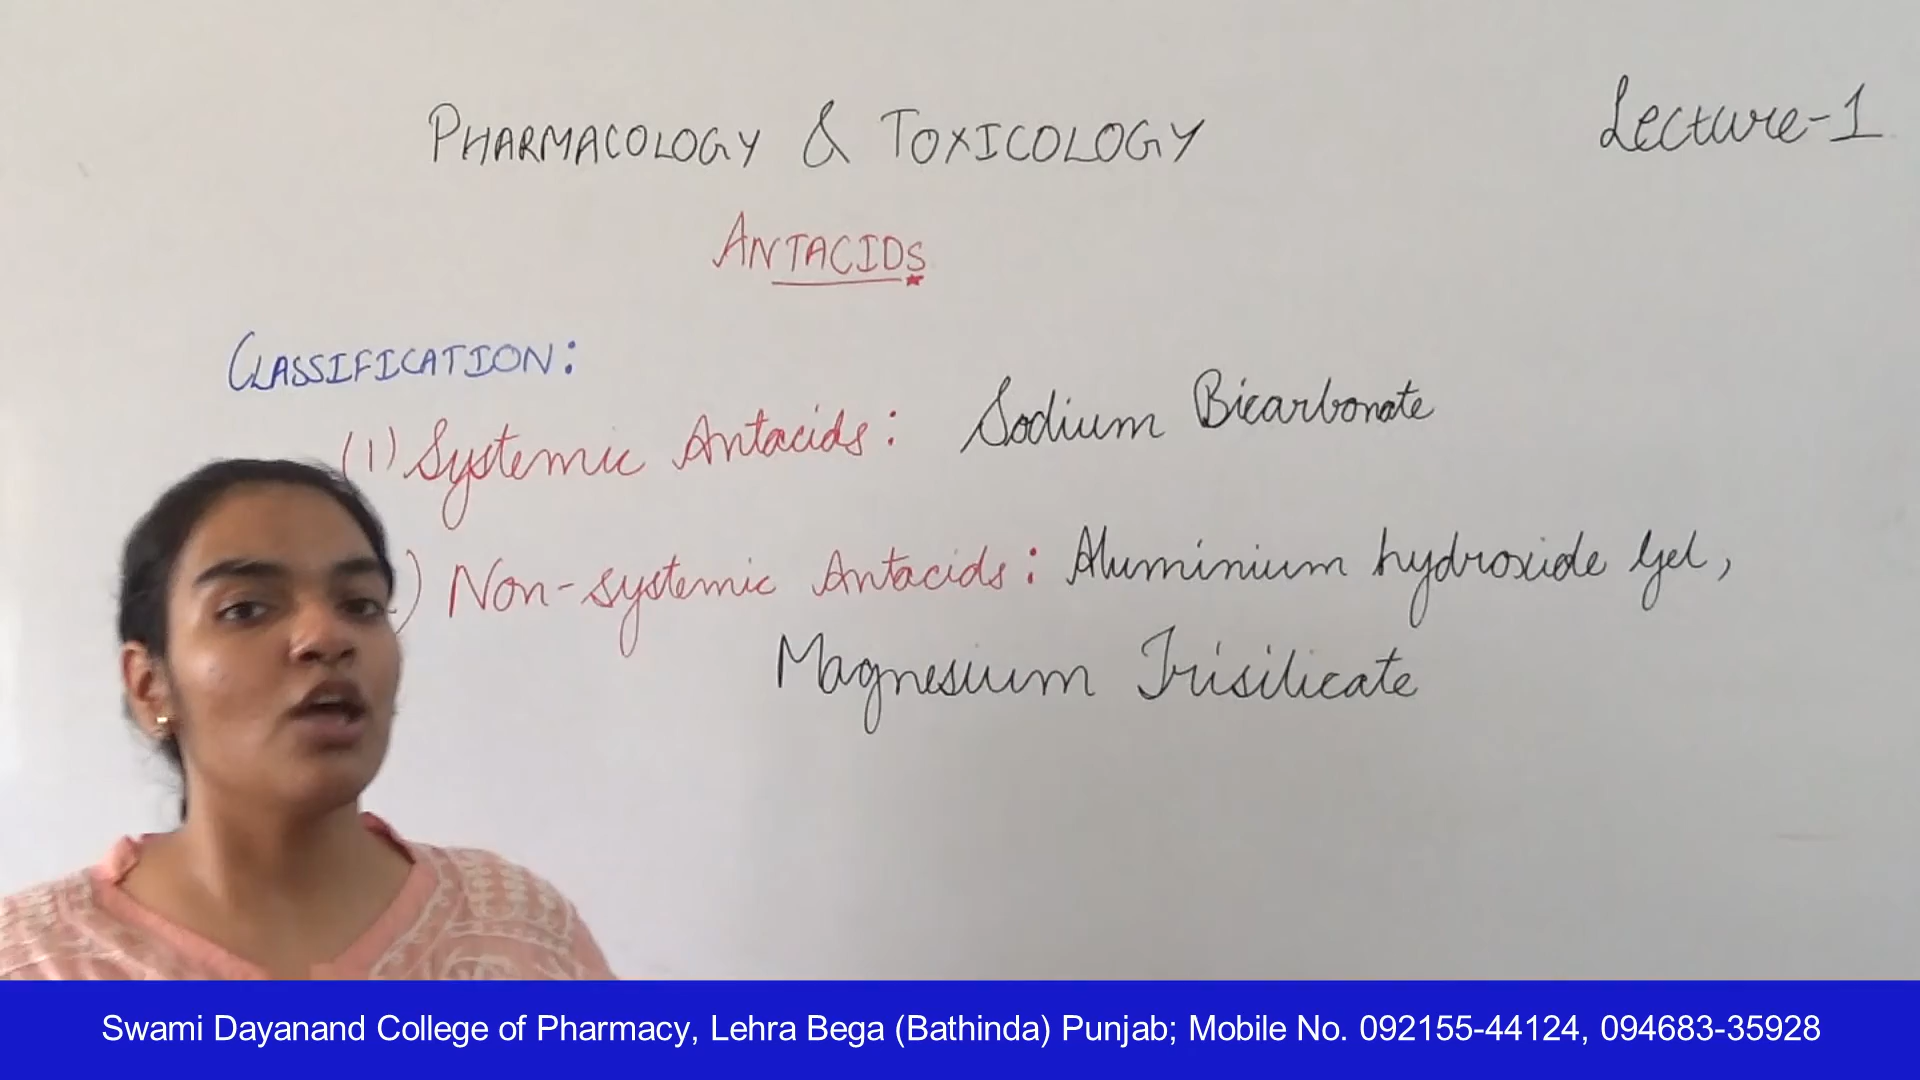 PHARMACOLOGY & TOXICOLOGY
Lecture-1
ANTACIDS
CLASSIFICATION:
(1) Systemic Antacids: Sodium Bicarbonate
) Non-systemic Antacids: Aluminium hydroxide gel,
Magnesium Trisilicate
Swami Dayanand College of Pharmacy, Lehra Bega (Bathinda) Punjab; Mobile No. 092155-44124, 094683-35928